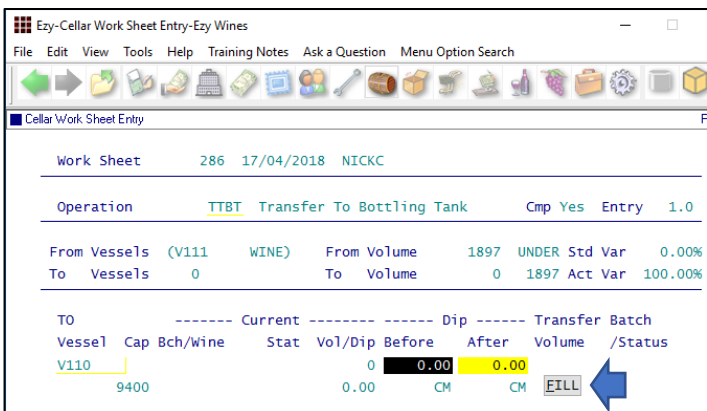 Ezy-Cellar Work Sheet Entry-Ezy Wines
File Edit View Tools Help Training Notes Ask a Question Menu Option Search
Cellar Work Sheet Entry F
Work Sheet 286 17/04/2018 NICKC
Operation TTBT Transfer To Bottling Tank Cmp Yes Entry 1.0
From Vessels (V111 WINE) From Volume 1897 UNDER Std Var 0.00%
To Vessels 0 To Volume 0 1897 Act Var 100.00%
TO ------- Current -------- ------ Dip ------ Transfer Batch
Vessel Cap Bch/Wine Stat Vol/Dip Before After Volume /Status
V110 0 0.00 0.00
9400 0.00 CM CM FILL